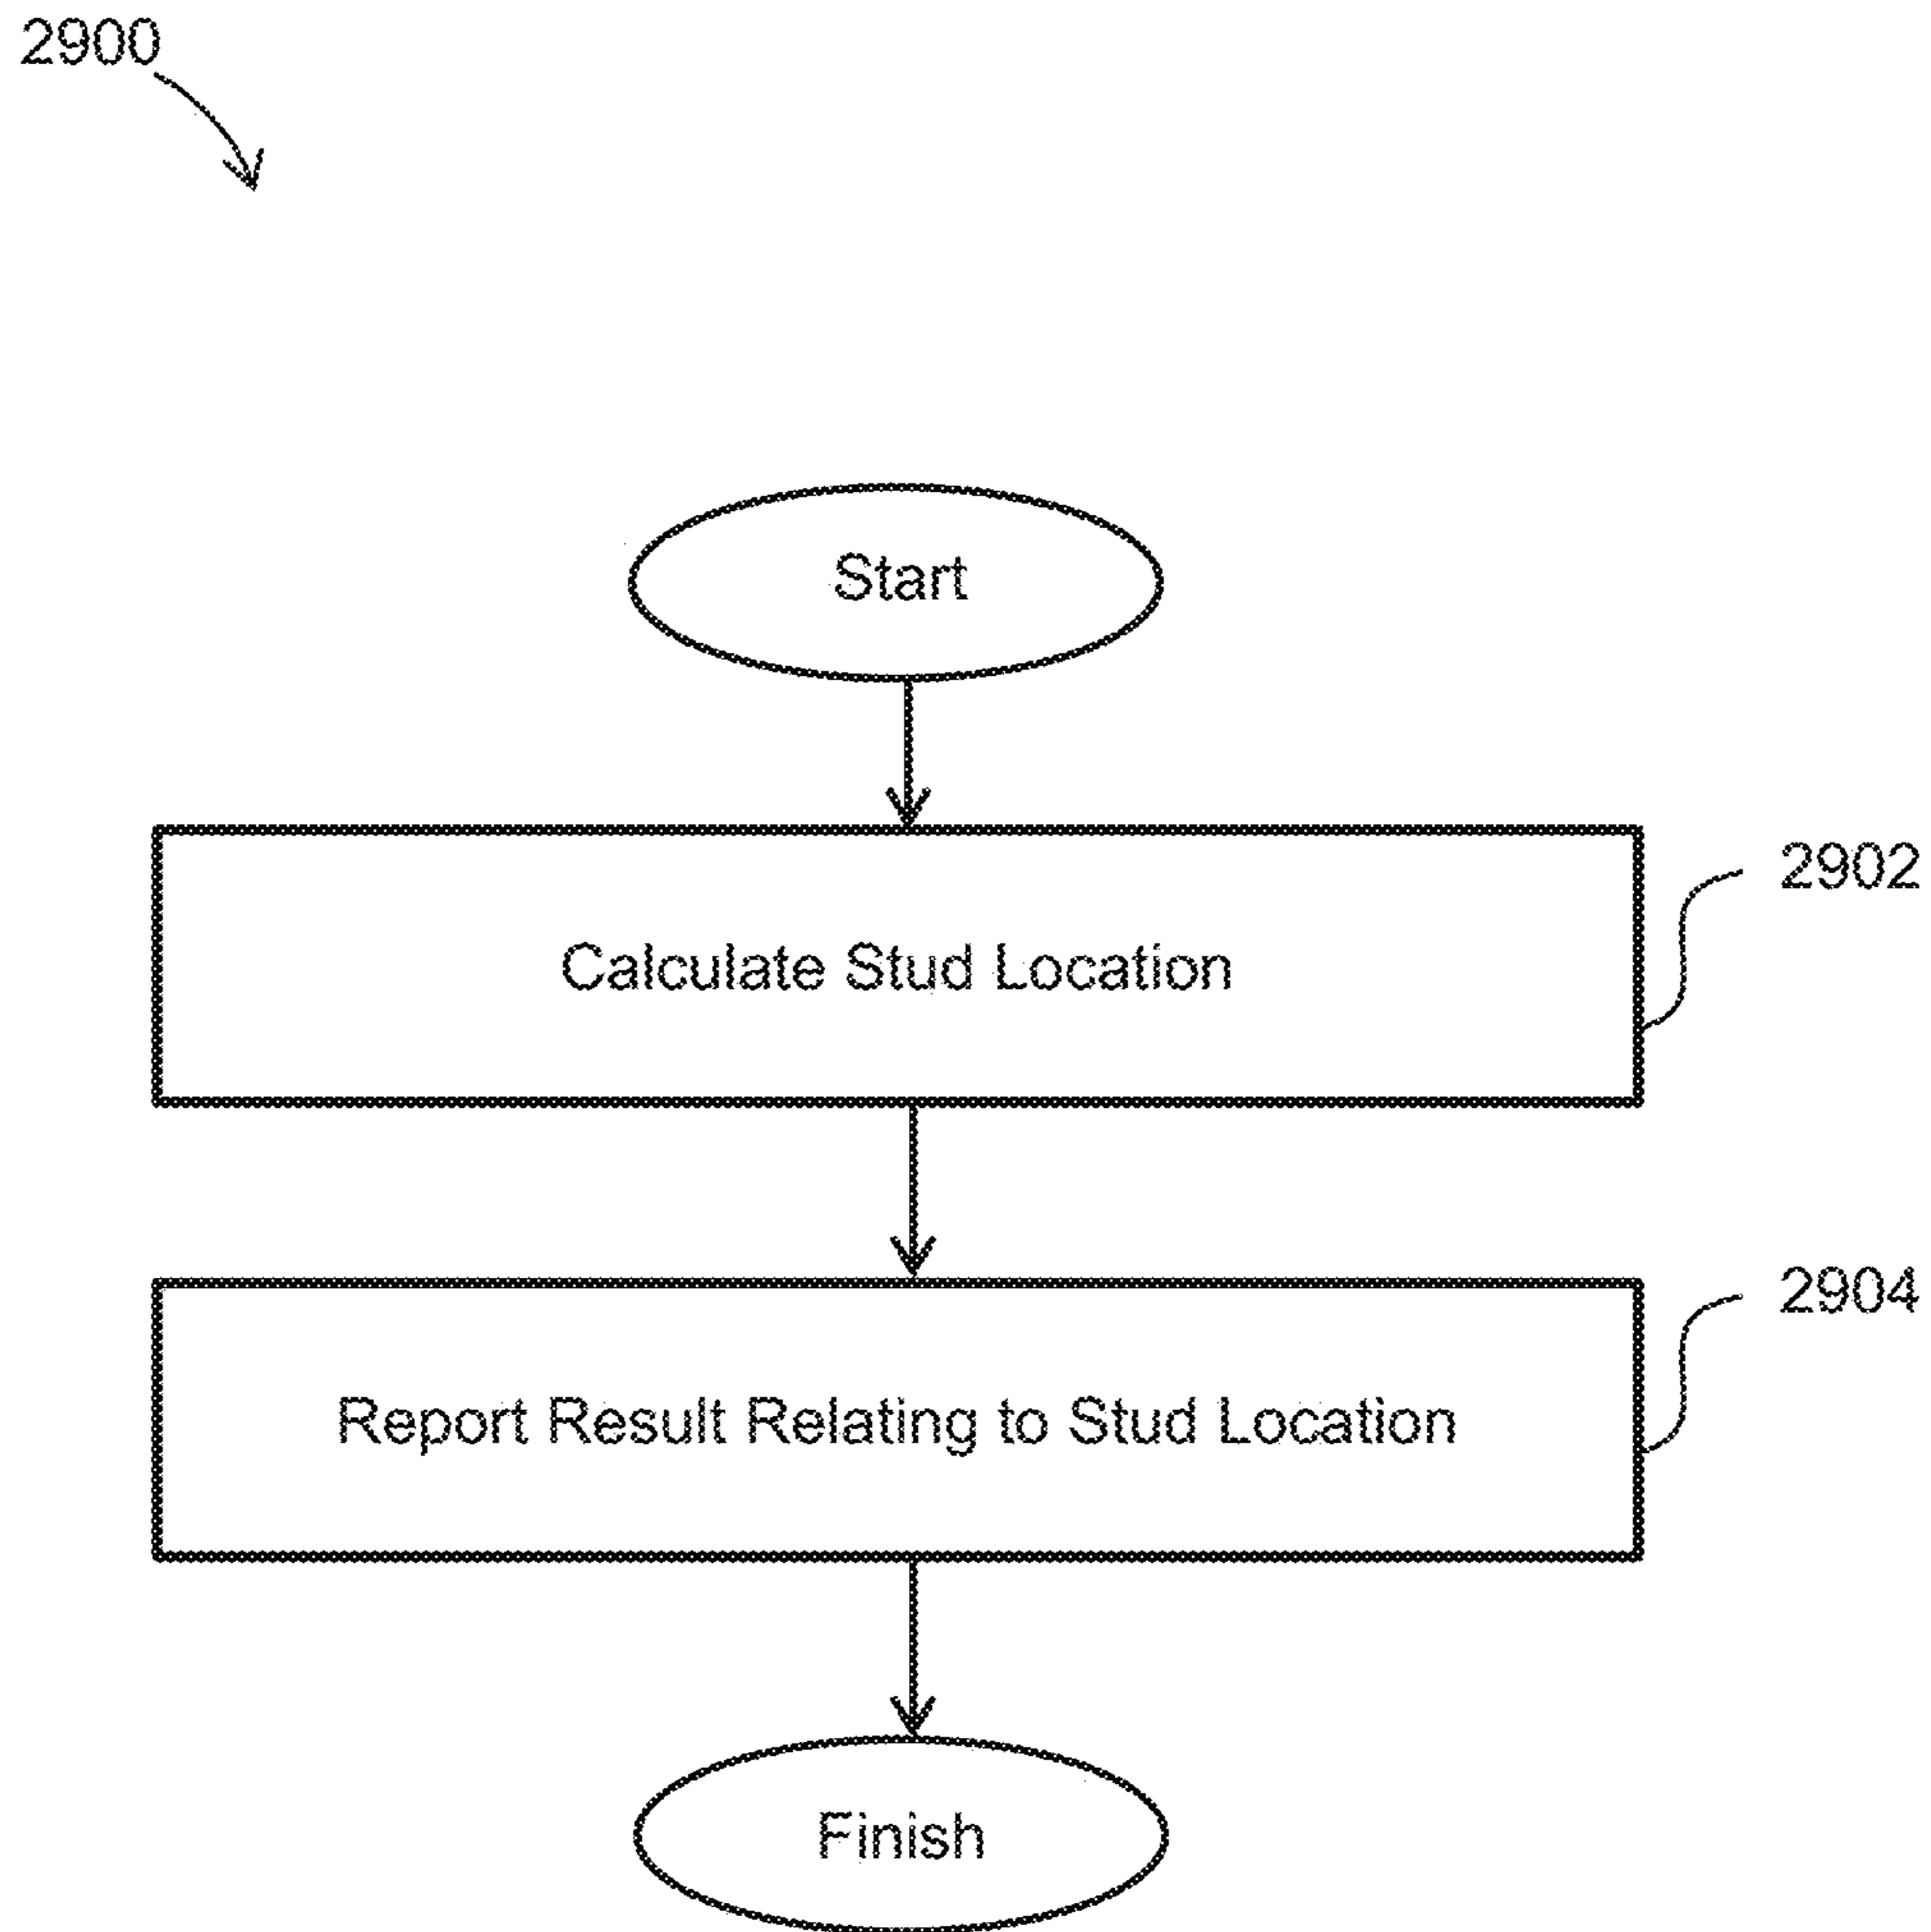 2900
Start
Calculate Stud Location
2902
Report Result Relating to Stud Location
2904
Finish